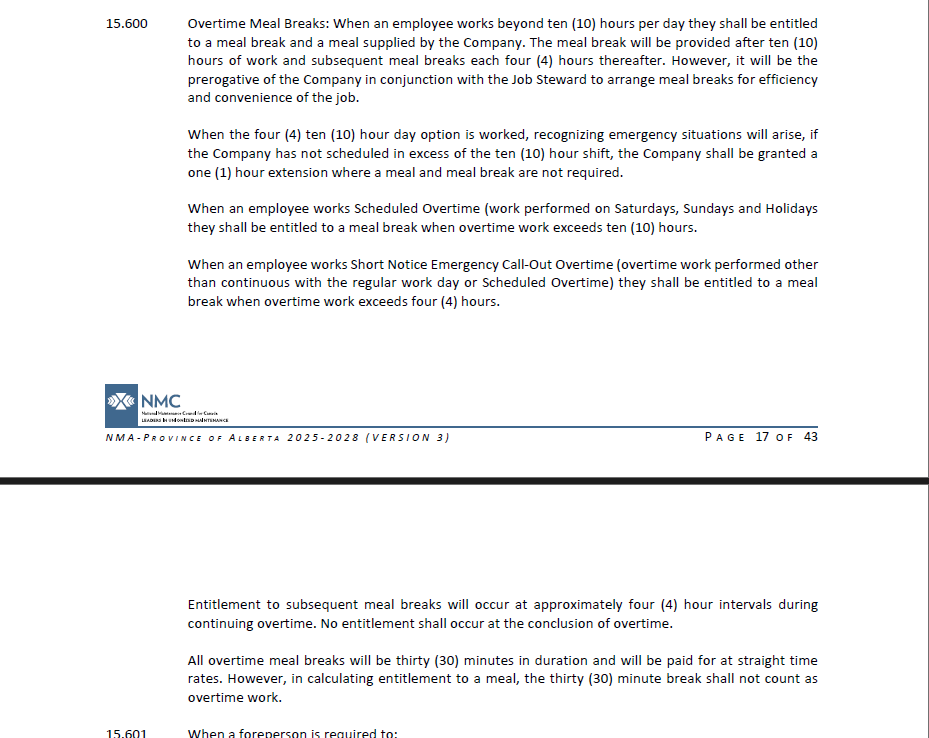 15.600 Overtime Meal Breaks: When an employee works beyond ten (10) hours per day they shall be entitled
to a meal break and a meal supplied by the Company. The meal break will be provided after ten (10)
hours of work and subsequent meal breaks each four (4) hours thereafter. However, it will be the
prerogative of the Company in conjunction with the Job Steward to arrange meal breaks for efficiency
and convenience of the job.
When the four (4) ten (10) hour day option is worked, recognizing emergency situations will arise, if
the Company has not scheduled in excess of the ten (10) hour shift, the Company shall be granted a
one (1) hour extension where a meal and meal break are not required.
When an employee works Scheduled Overtime (work performed on Saturdays, Sundays and Holidays
they shall be entitled to a meal break when overtime work exceeds ten (10) hours.
When an employee works Short Notice Emergency Call-Out Overtime (overtime work performed other
than continuous with the regular work day or Scheduled Overtime) they shall be entitled to a meal
break when overtime work exceeds four (4) hours.
NMC
National Maintenance Council for Canada
LEADERS IN UNIONIZED MAINTENANCE
NMA-PROVINCE OF ALBERTA 2025-2028 (VERSION 3) PAGE 17 OF 43
Entitlement to subsequent meal breaks will occur at approximately four (4) hour intervals during
continuing overtime. No entitlement shall occur at the conclusion of overtime.
All overtime meal breaks will be thirty (30) minutes in duration and will be paid for at straight time
rates. However, in calculating entitlement to a meal, the thirty (30) minute break shall not count as
overtime work.
15.601 When a foreperson is required to: